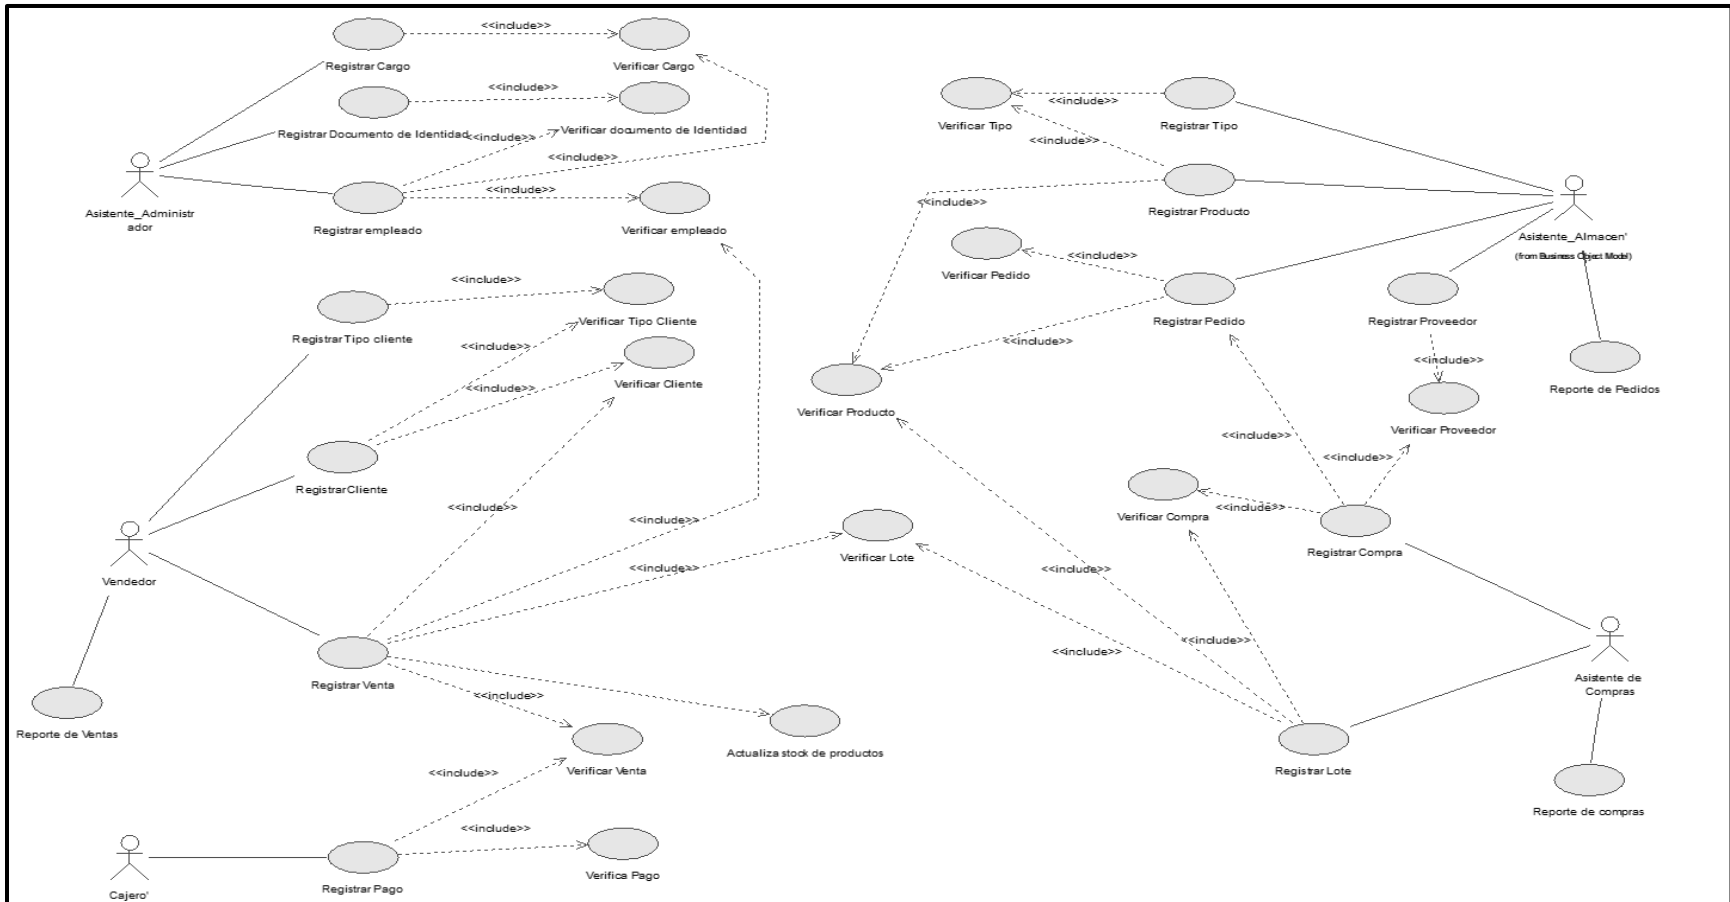 <<include>>
Registrar Cargo
Verificar Cargo
<<include>>
Registrar Documento de Identidad
<<include>>
Verificar documento de Identidad
<<include>>
<<include>>
Asistente_Administr
ador
Registrar empleado
Verificar empleado
<<include>>
Registrar Tipo cliente
Verificar Tipo Cliente
<<include>>
<<include>>
Verificar Cliente
Registrar Cliente
<<include>>
<<include>>
<<include>>
Verificar Lote
Vendedor
Registrar Venta
<<include>>
Reporte de Ventas
Actualiza stock de productos
Verificar Venta
<<include>>
<<include>>
Registrar Pago
Verifica Pago
Cajero'
<<include>>
Verificar Tipo
Registrar Tipo
<<include>>
<<include>>
Registrar Producto
Asistente_Almacen'
(from Business Object Model)
<<include>>
Verificar Pedido
Registrar Pedido
Registrar Proveedor
<<include>>
<<include>>
Reporte de Pedidos
Verificar Producto
Verificar Proveedor
<<include>>
<<include>>
<<include>>
Verificar Compra
Registrar Compra
<<include>>
<<include>>
<<include>>
Asistente de
Compras
Registrar Lote
Reporte de compras